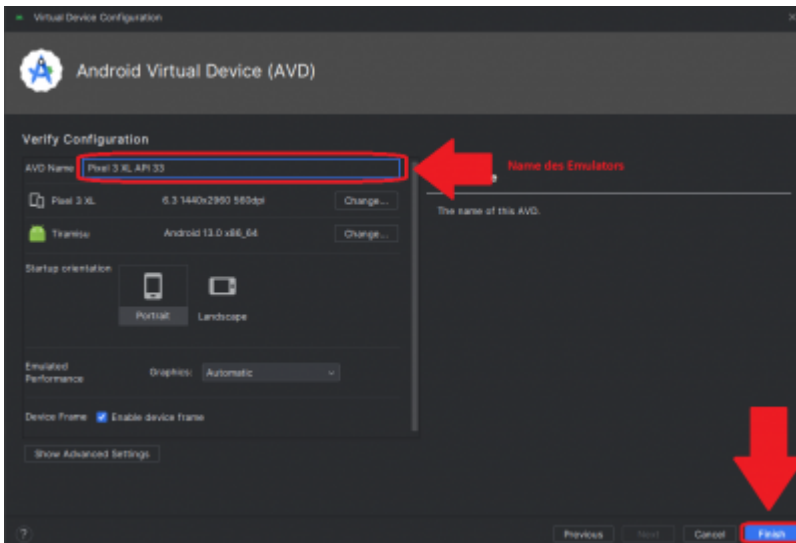 Virtual Device Configuration
Android Virtual Device (AVD)
Verify Configuration
AVD Name Pixel 3 XL API 33
Name des Emulators
Pixel 3 XL 6.3 1440x2960 560dpi Change...
The name of this AVD.
Tiramisu Android 13.0 x86_64 Change...
Startup orientation
Portrait Landscape
Emulated
Performance
Graphics: Automatic
Device Frame Enable device frame
Show Advanced Settings
? Previous Next Cancel Finish